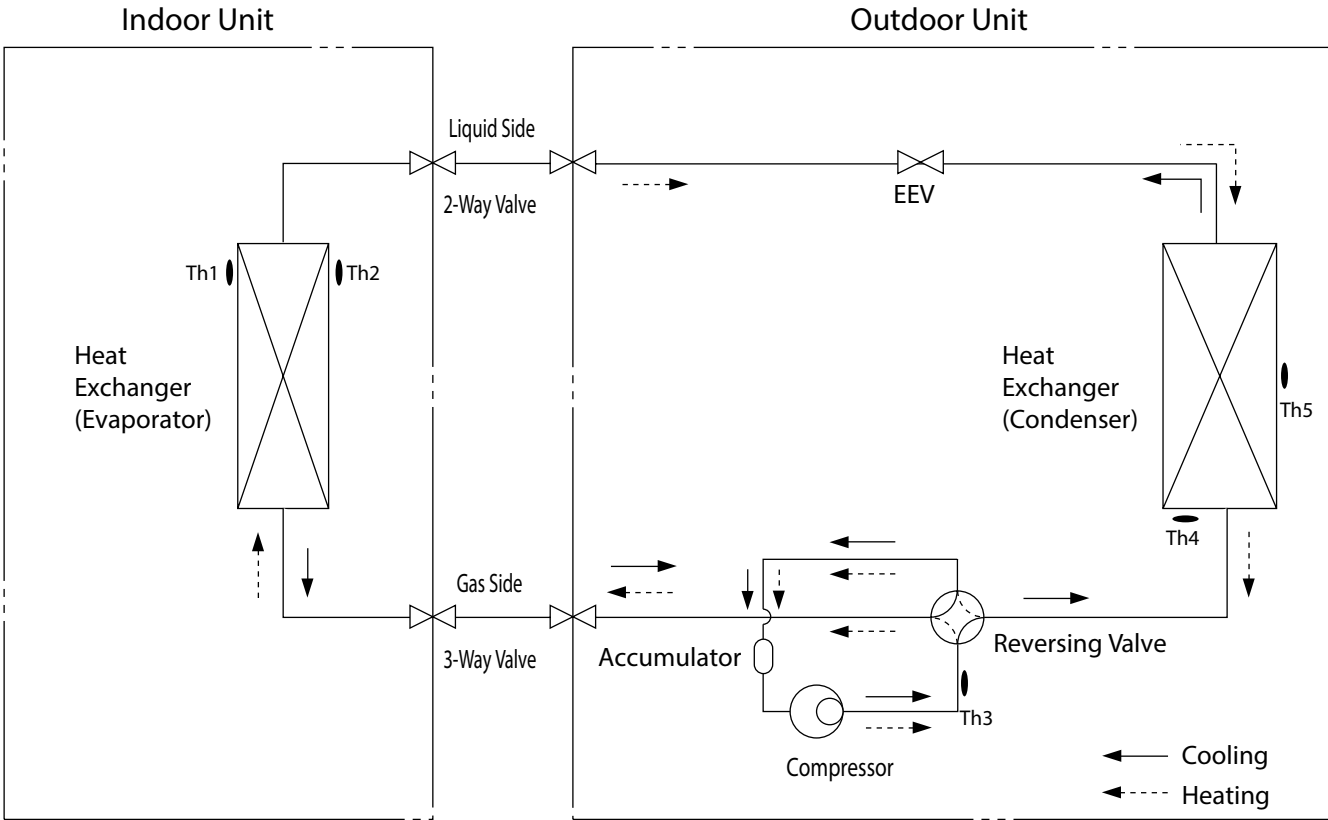 Indoor Unit
Outdoor Unit
Liquid Side
2-Way Valve
EEV
Th1
Th2
Heat
Exchanger
(Evaporator)
Heat
Exchanger
(Condenser)
Th5
Th4
Gas Side
3-Way Valve
Accumulator
Reversing Valve
Th3
Compressor
Cooling
Heating